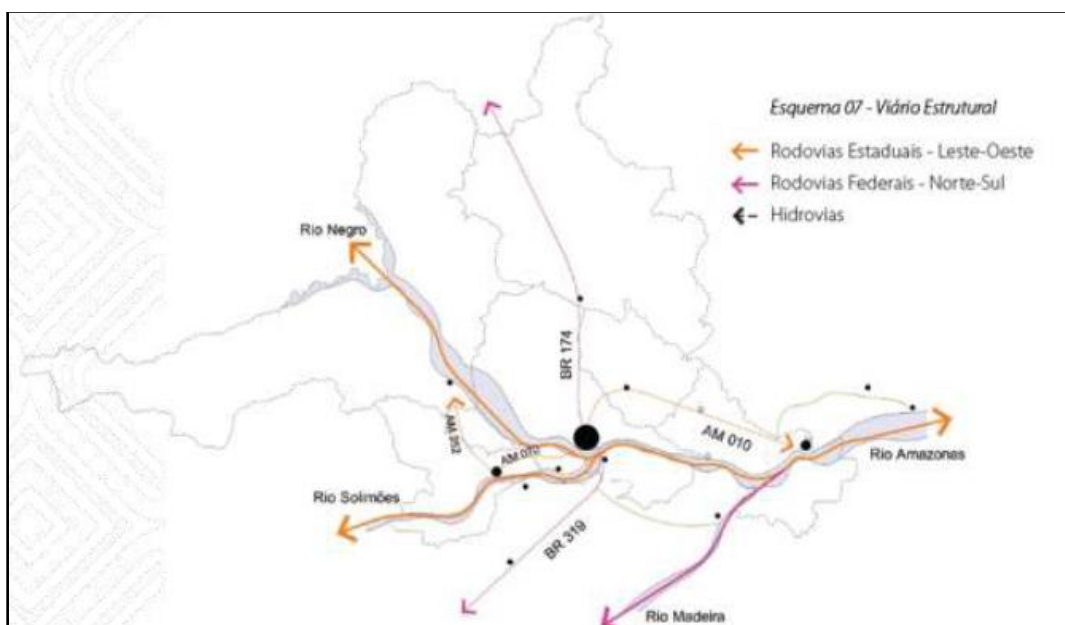 Esquema 07 - Viário Estrutural
Rodovias Estaduais - Leste-Oeste
Rodovias Federais - Norte-Sul
Hidrovias
Rio Negro
BR 174
AM 352
AM 070
AM 010
Rio Amazonas
Rio Solimões
BR 319
Rio Madeira